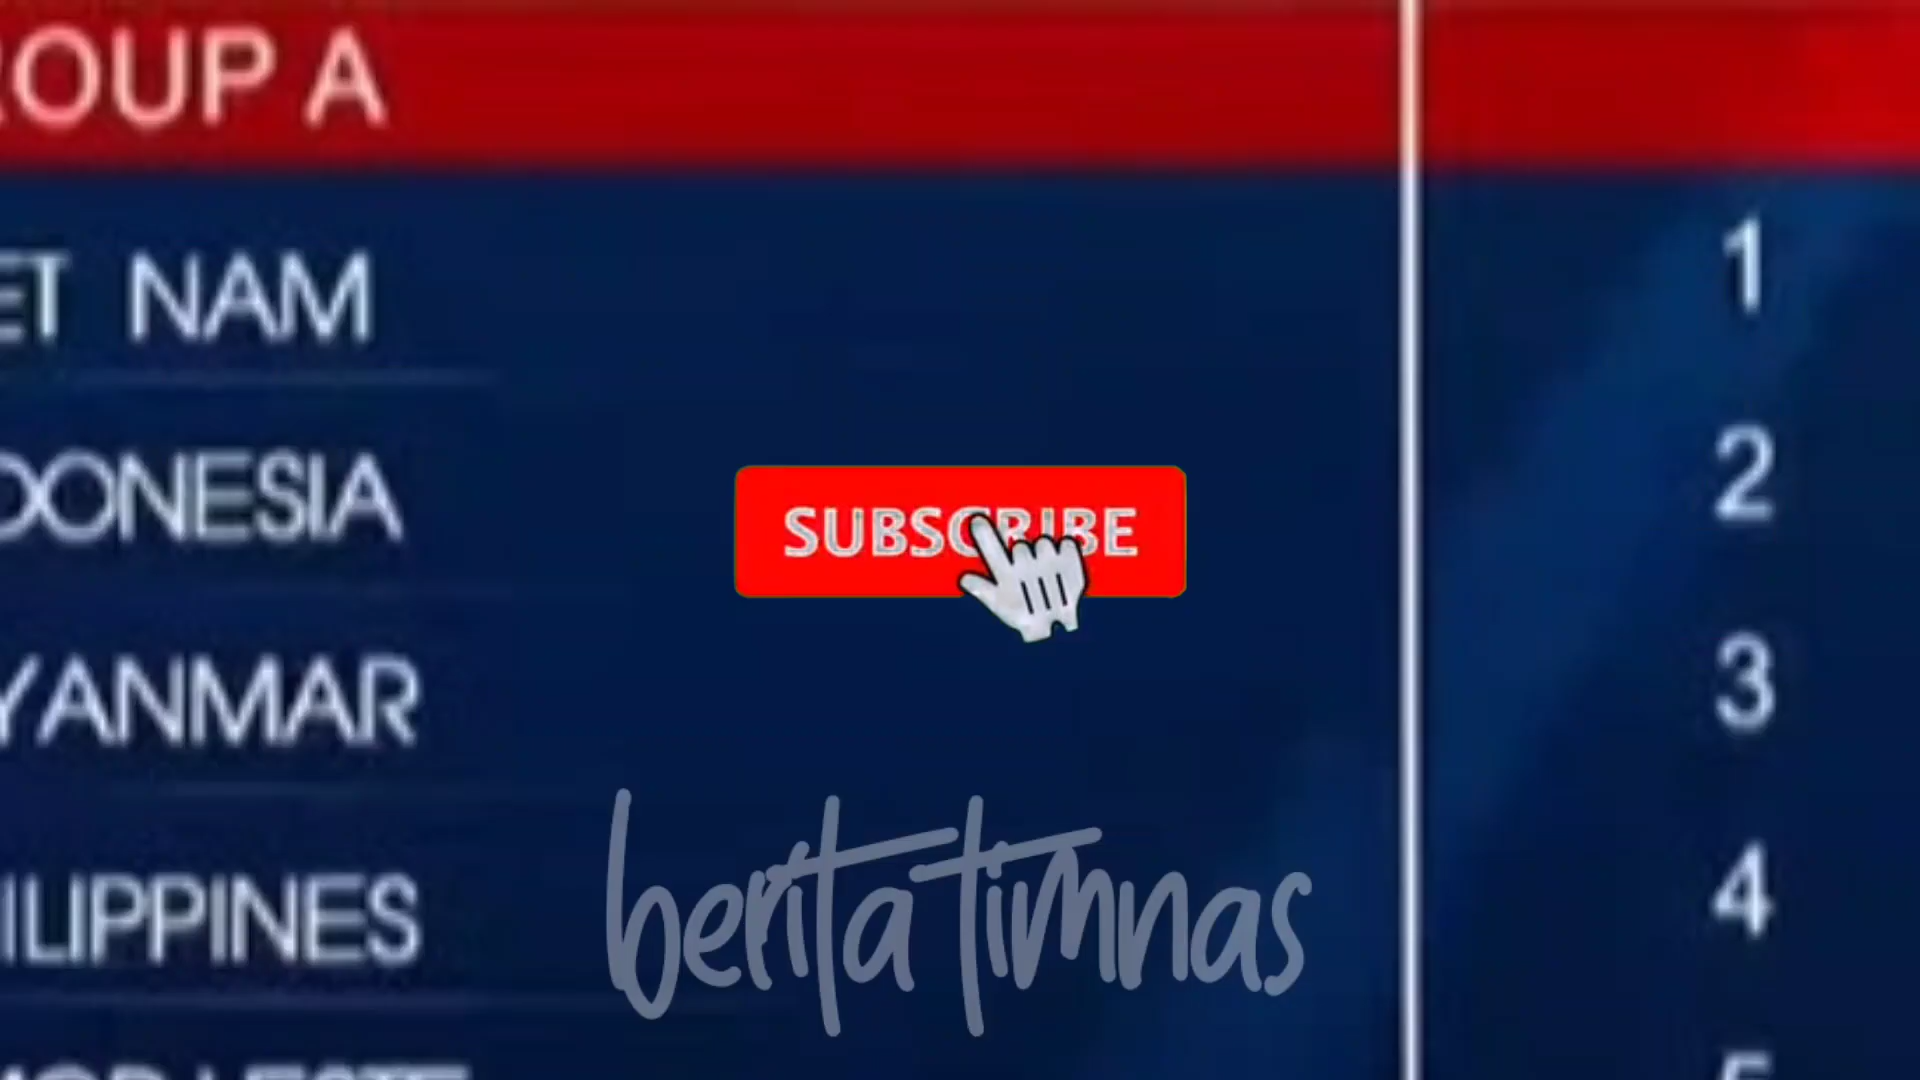 ROUP A
ET NAM
1
DONESIA
2
SUBSCRIBE
YANMAR
3
ILIPPINES
4
berita timnas